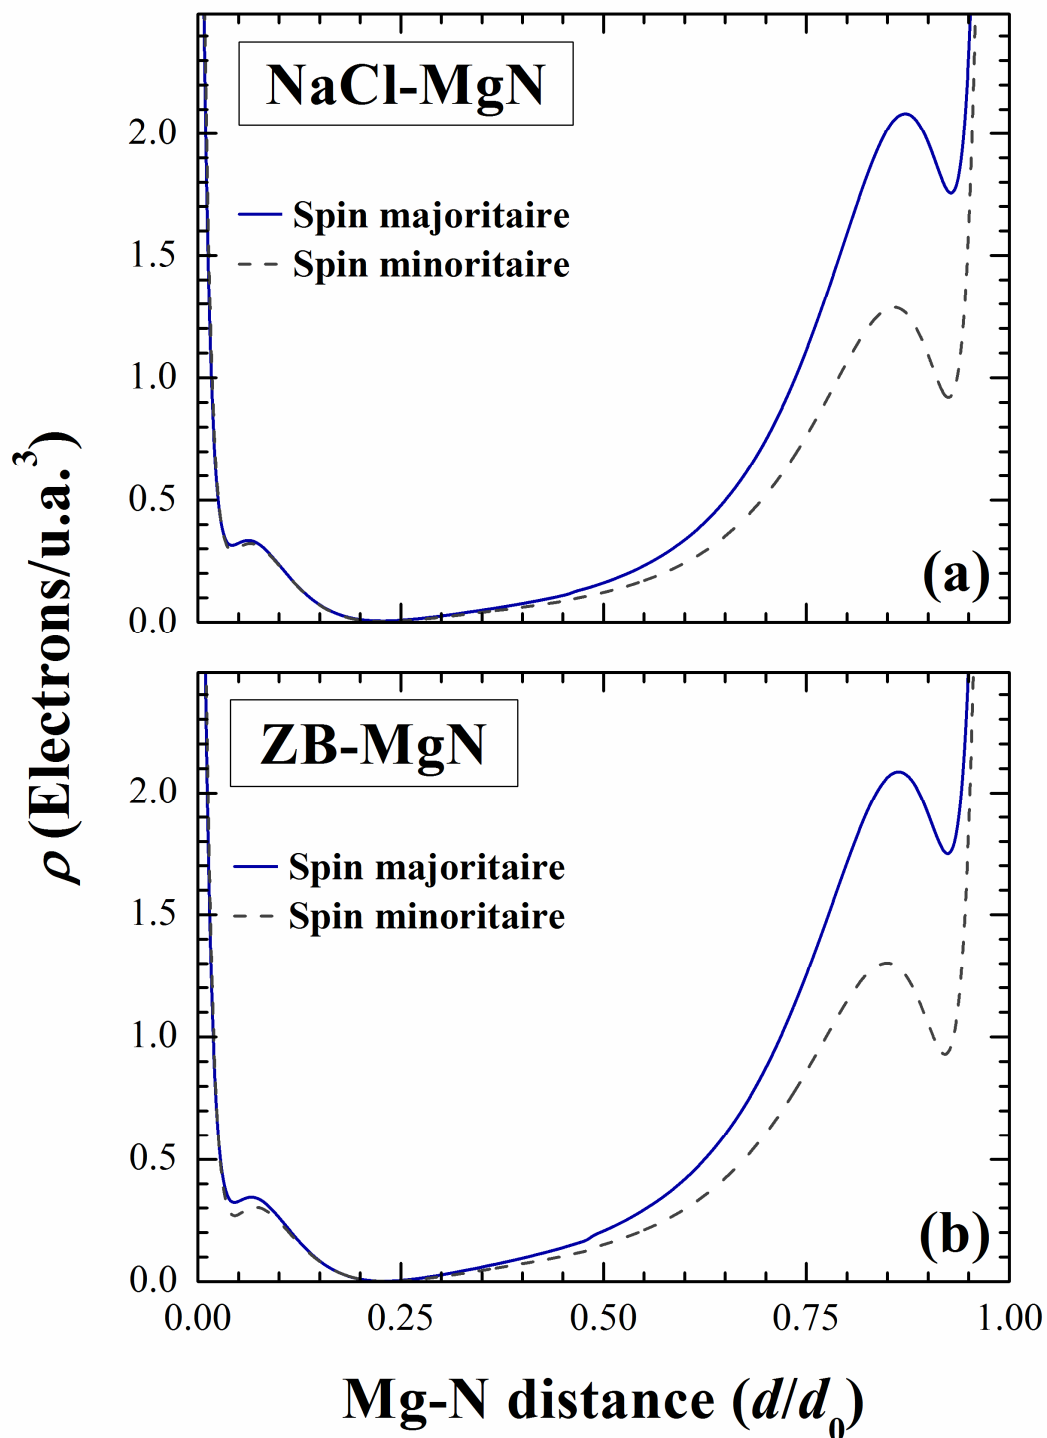 NaCl-MgN
2.0
Spin majoritaire
1.5
Spin minoritaire
1.0
0.5
(a)
0.0
ρ (Electrons/u.a.³)
ZB-MgN
2.0
Spin majoritaire
1.5
Spin minoritaire
1.0
0.5
(b)
0.0
0.00 0.25 0.50 0.75 1.00
Mg-N distance (d/d₀)